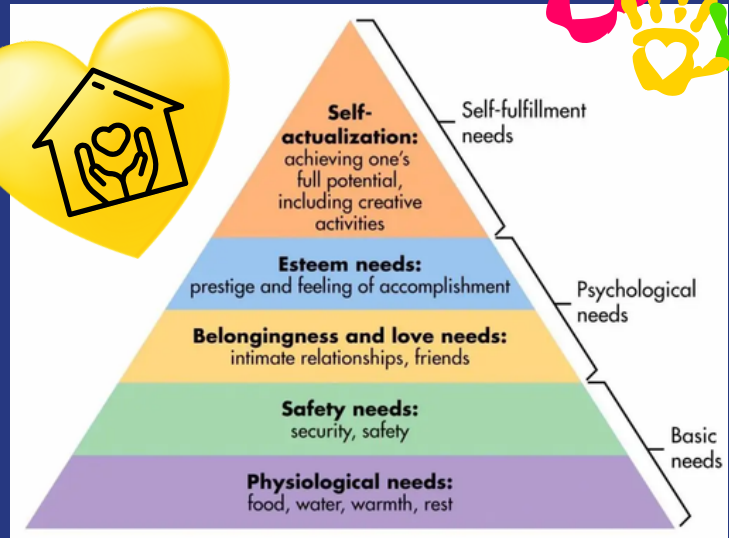 Self-
actualization:
achieving one's
full potential,
including creative
activities
Self-fulfillment
needs
Esteem needs:
prestige and feeling of accomplishment
Psychological
needs
Belongingness and love needs:
intimate relationships, friends
Safety needs:
security, safety
Basic
needs
Physiological needs:
food, water, warmth, rest